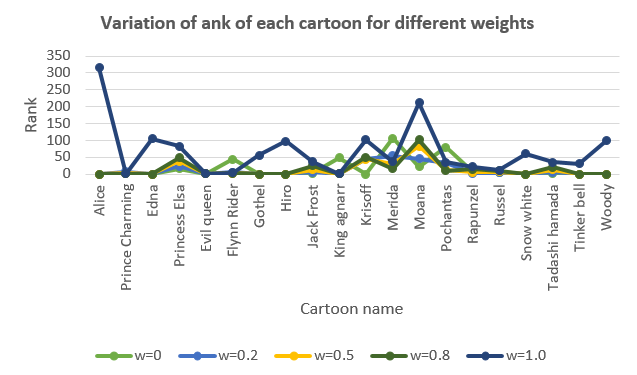 Variation of ank of each cartoon for different weights
350
300
250
200
150
100
50
0
Rank
Alice
Prince Charming
Edna
Princess Elsa
Evil queen
Flynn Rider
Gothel
Hiro
Jack Frost
King agnarr
Krisoff
Merida
Moana
Pochantas
Rapunzel
Russel
Snow white
Tadashi hamada
Tinker bell
Woody
Cartoon name
w=0 w=0.2 w=0.5 w=0.8 w=1.0